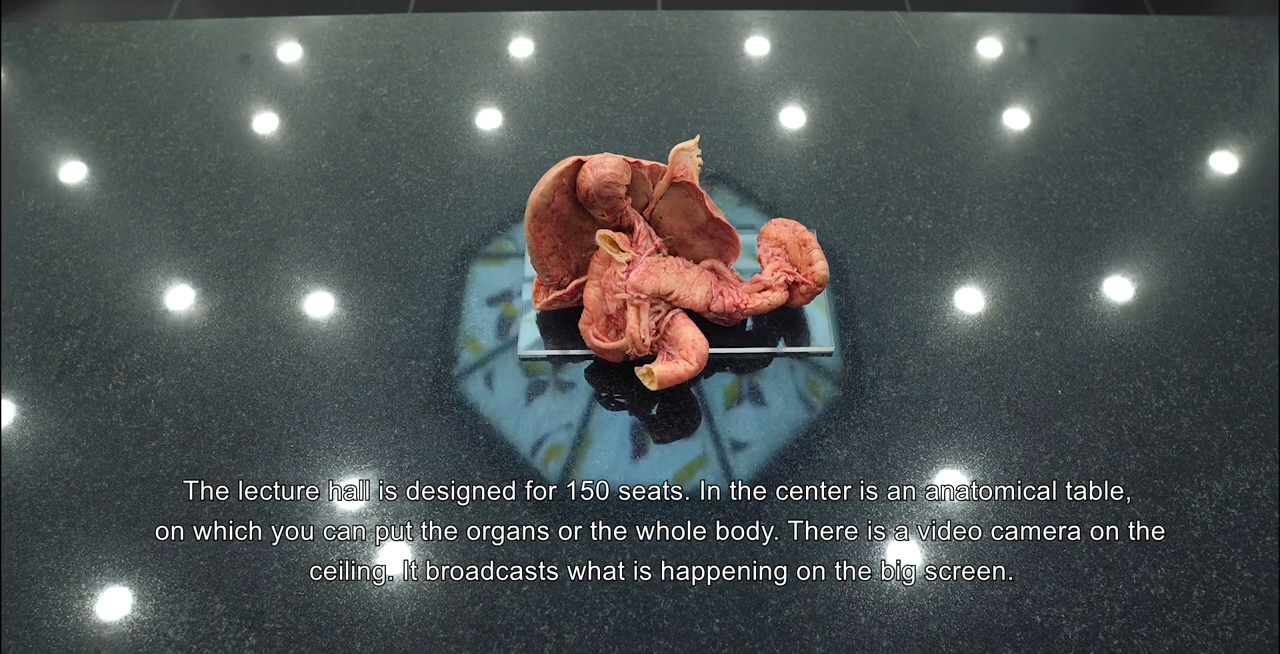 The lecture hall is designed for 150 seats. In the center is an anatomical table,
on which you can put the organs or the whole body. There is a video camera on the
ceiling. It broadcasts what is happening on the big screen.